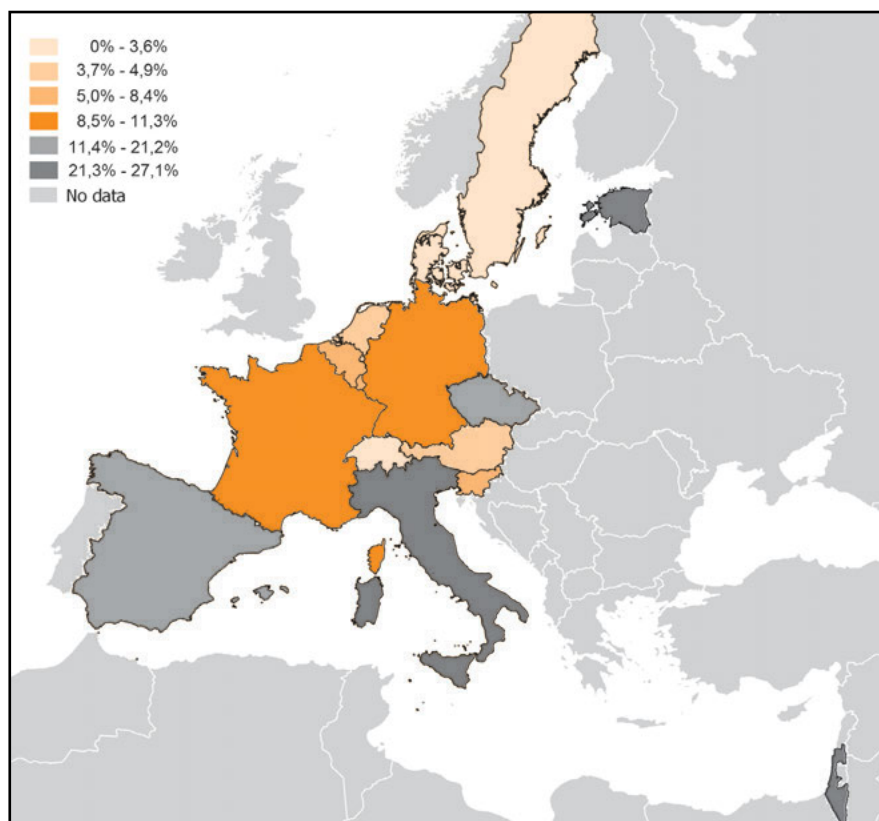 0% - 3,6%
3,7% - 4,9%
5,0% - 8,4%
8,5% - 11,3%
11,4% - 21,2%
21,3% - 27,1%
No data